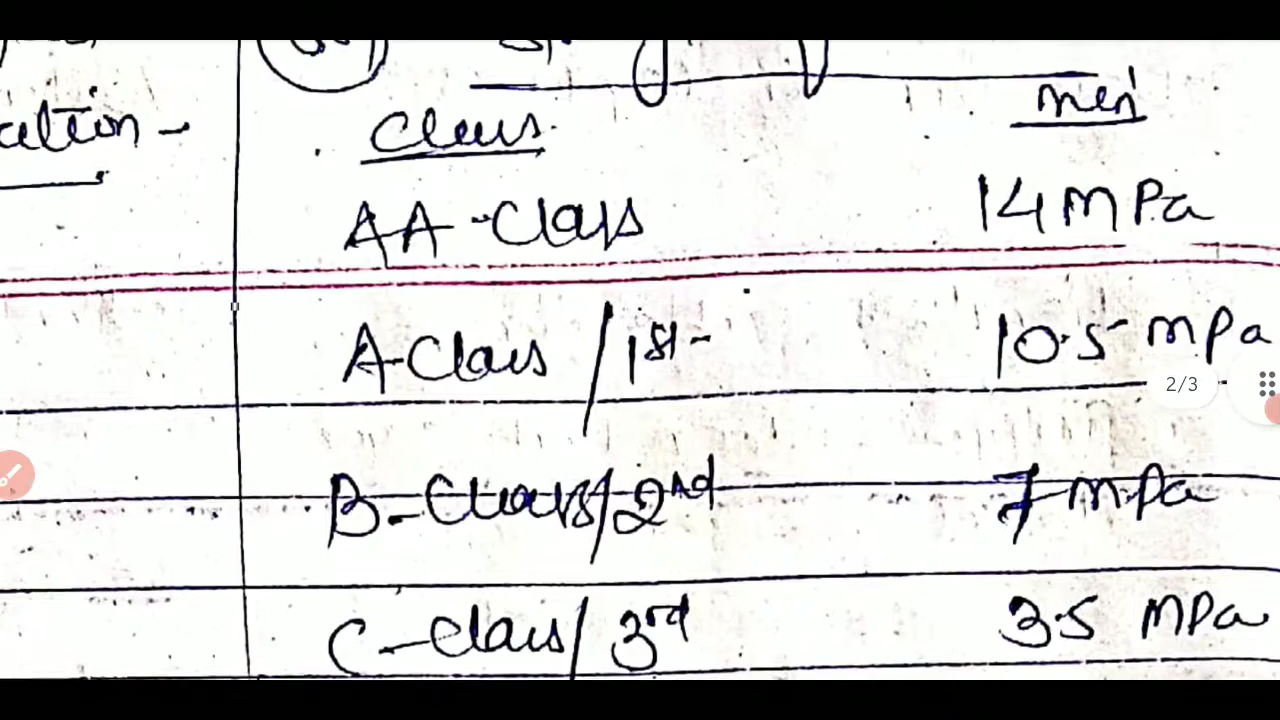 Class
min
AA-Class 14 MPa
A-Class / 1st- 10.5 MPa
2/3
B-Class/2nd 7 MPa
C-Class/ 3rd 3.5 MPa